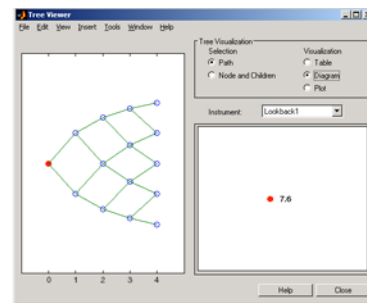 Tree Viewer
File Edit View Insert Tools Window Help
Tree Visualization
Selection Visualization
Path Table
Node and Children Diagram
Plot
Instrument: Lookback1
7.6
0 1 2 3 4
Help Close